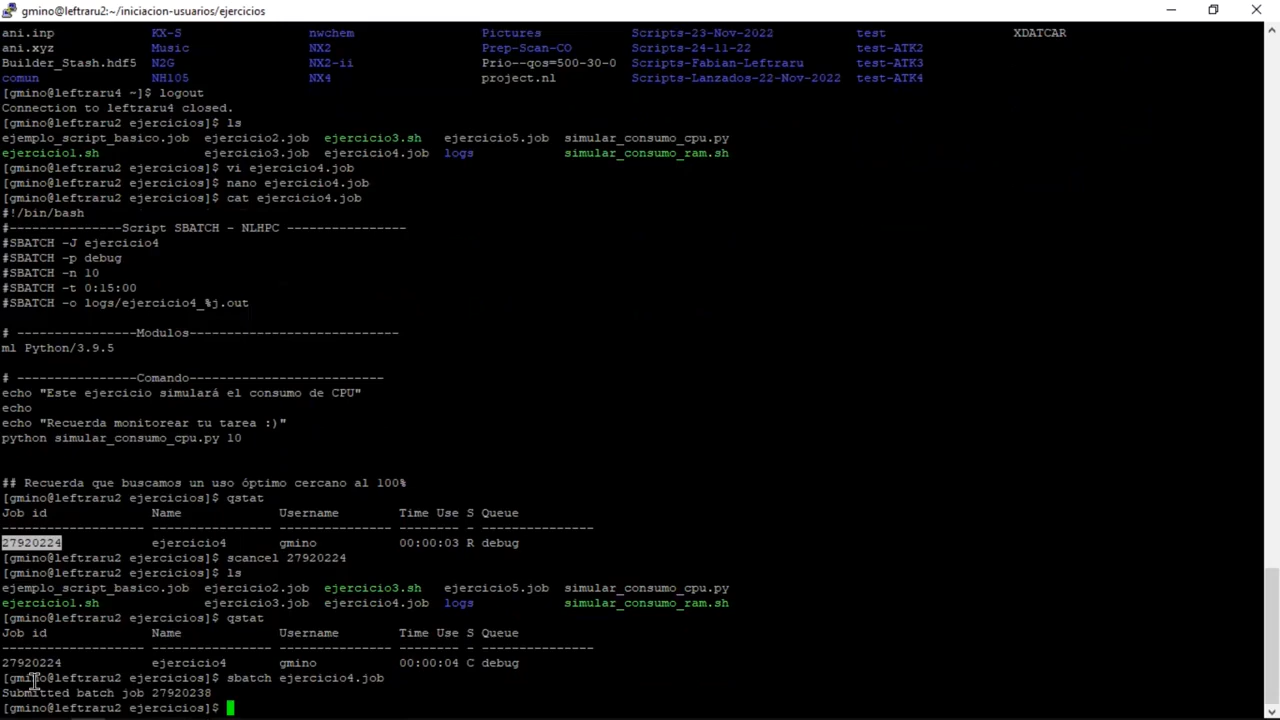 gmino@leftraru2:~/iniciacion-usuarios/ejercicios
ani.inp KX-S nwchem Pictures Scripts-23-Nov-2022 test XDATCAR
ani.xyz Music NX2 Prep-Scan-CO Scripts-24-11-22 test-ATK2
Builder_Stash.hdf5 N2G NX2-ii Prio--qos=500-30-0 Scripts-Fabian-Leftraru test-ATK3
comun NH105 NX4 project.nl Scripts-Lanzados-22-Nov-2022 test-ATK4
[gmino@leftraru4 ~]$ logout
Connection to leftraru4 closed.
[gmino@leftraru2 ejercicios]$ ls
ejemplo_script_basico.job ejercicio2.job ejercicio3.sh ejercicio5.job simular_consumo_cpu.py
ejercicio1.sh ejercicio3.job ejercicio4.job logs simular_consumo_ram.sh
[gmino@leftraru2 ejercicios]$ vi ejercicio4.job
[gmino@leftraru2 ejercicios]$ nano ejercicio4.job
[gmino@leftraru2 ejercicios]$ cat ejercicio4.job
#!/bin/bash
#---------------Script SBATCH - NLHPC ----------------
#SBATCH -J ejercicio4
#SBATCH -p debug
#SBATCH -n 10
#SBATCH -t 0:15:00
#SBATCH -o logs/ejercicio4_%j.out
# ----------------Modulos----------------------------
ml Python/3.9.5
# ----------------Comando--------------------------
echo "Este ejercicio simulará el consumo de CPU"
echo
echo "Recuerda monitorear tu tarea :)"
python simular_consumo_cpu.py 10
## Recuerda que buscamos un uso óptimo cercano al 100%
[gmino@leftraru2 ejercicios]$ qstat
Job id Name Username Time Use S Queue
------------------- ---------------- --------------- -------- - ---------------
27920224 ejercicio4 gmino 00:00:03 R debug
[gmino@leftraru2 ejercicios]$ scancel 27920224
[gmino@leftraru2 ejercicios]$ ls
ejemplo_script_basico.job ejercicio2.job ejercicio3.sh ejercicio5.job simular_consumo_cpu.py
ejercicio1.sh ejercicio3.job ejercicio4.job logs simular_consumo_ram.sh
[gmino@leftraru2 ejercicios]$ qstat
Job id Name Username Time Use S Queue
------------------- ---------------- --------------- -------- - ---------------
27920224 ejercicio4 gmino 00:00:04 C debug
[gmino@leftraru2 ejercicios]$ sbatch ejercicio4.job
Submitted batch job 27920238
[gmino@leftraru2 ejercicios]$